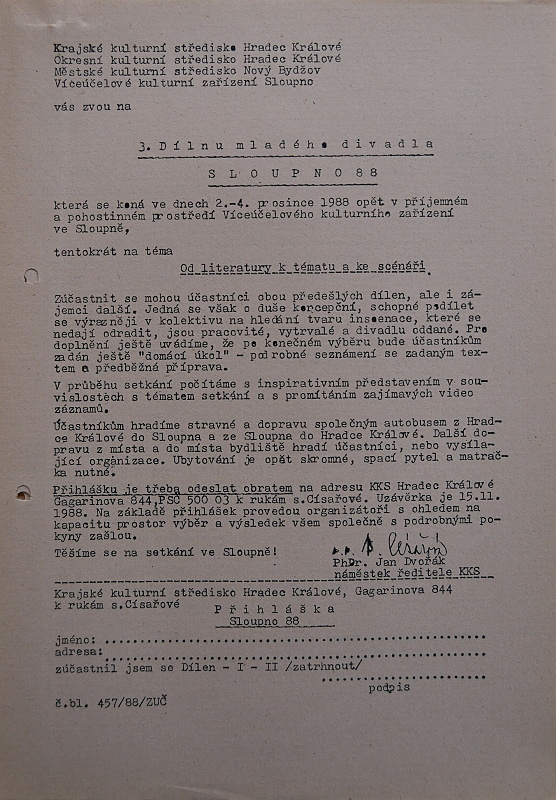 Krajské kulturní středisko Hradec Králové
Okresní kulturní středisko Hradec Králové
Městské kulturní středisko Nový Bydžov
Víceúčelové kulturní zařízení Sloupno
vás zvou na
3. Dílnu mladého divadla
SLOUPNO 88
která se koná ve dnech 2.-4. prosince 1988 opět v příjemném
a pohostinném prostředí Víceúčelového kulturního zařízení
ve Sloupně,
tentokrát na téma
Od literatury k tématu a ke scénáři.
Zúčastnit se mohou účastníci obou předešlých dílen, ale i zá-
jemci další. Jedná se však o duše koncepční, schopné podílet
se výrazněji v kolektivu na hledání tvaru inscenace, které se
nedají odradit, jsou pracovité, vytrvalé a divadlu oddané. Pro
doplnění ještě uvádíme, že po konečném výběru bude účastníkům
zadán ještě "domácí úkol" - podrobné seznámení se zadaným tex-
tem a předběžná příprava.
V průběhu setkání počítáme s inspirativním představením v sou-
vislostech s tématem setkání a s promítáním zajímavých video
záznamů.
Účastníkům hradíme stravné a dopravu společným autobusem z Hrad-
ce Králové do Sloupna a ze Sloupna do Hradce Králové. Další do-
pravu z místa a do místa bydliště hradí účastníci, nebo vysíla-
jící organizace. Ubytování je opět skromné, spací pytel a matrač-
ka nutné.
Přihlášku je třeba odeslat obratem na adresu KKS Hradec Králové
Gagarinova 844,PSČ 500 03 k rukám s.Císařové. Uzávěrka je 15.11.
1988. Na základě přihlášek provedou organizátoři s ohledem na
kapacitu prostor výběr a výsledek všem společně s podrobnými po-
kyny zašlou.
Těšíme se na setkání ve Sloupně!
PhDr. Jan Dvořák
náměstek ředitele KKS
Krajské kulturní středisko Hradec Králové, Gagarinova 844
k rukám s.Císařové
Přihláška
Sloupno 88
jméno:
adresa:
zúčastnil jsem se Dílen - I - II /zatrhnout/
podpis
č.bl. 457/88/ZUČ